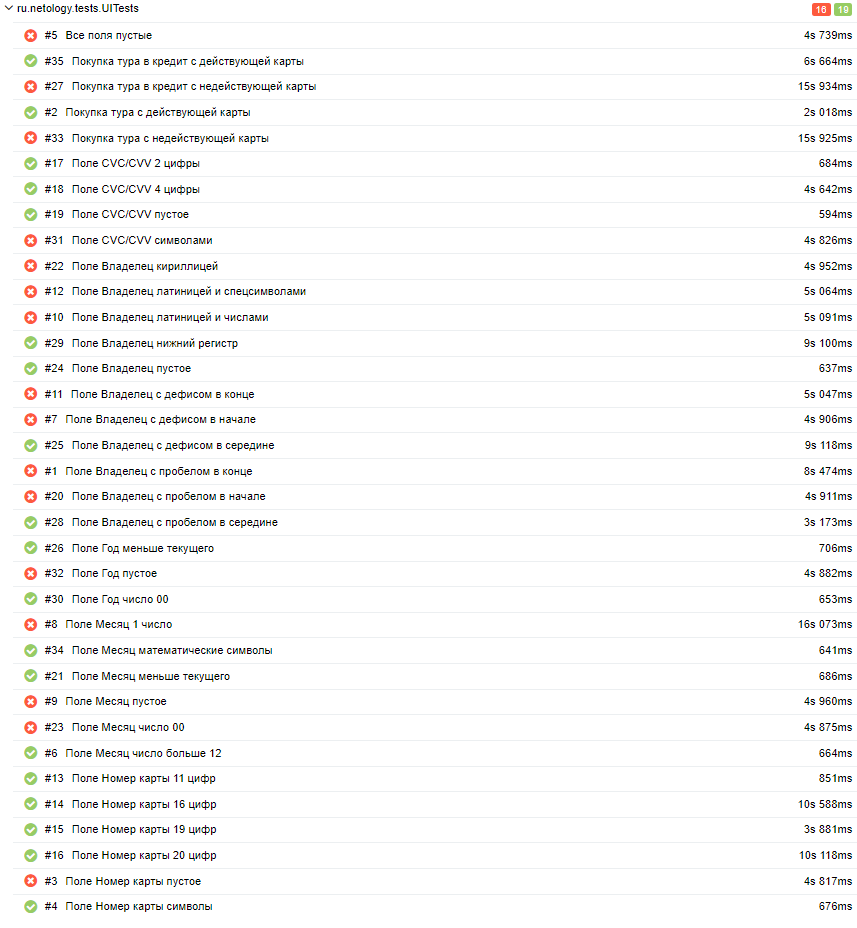 ru.netology.tests.UITests 16 19
#5 Все поля пустые 4s 739ms
#35 Покупка тура в кредит с действующей карты 6s 664ms
#27 Покупка тура в кредит с недействующей карты 15s 934ms
#2 Покупка тура с действующей карты 2s 018ms
#33 Покупка тура с недействующей карты 15s 925ms
#17 Поле CVC/CVV 2 цифры 684ms
#18 Поле CVC/CVV 4 цифры 4s 642ms
#19 Поле CVC/CVV пустое 594ms
#31 Поле CVC/CVV символами 4s 826ms
#22 Поле Владелец кириллицей 4s 952ms
#12 Поле Владелец латиницей и спецсимволами 5s 064ms
#10 Поле Владелец латиницей и числами 5s 091ms
#29 Поле Владелец нижний регистр 9s 100ms
#24 Поле Владелец пустое 637ms
#11 Поле Владелец с дефисом в конце 5s 047ms
#7 Поле Владелец с дефисом в начале 4s 906ms
#25 Поле Владелец с дефисом в середине 9s 118ms
#1 Поле Владелец с пробелом в конце 8s 474ms
#20 Поле Владелец с пробелом в начале 4s 911ms
#28 Поле Владелец с пробелом в середине 3s 173ms
#26 Поле Год меньше текущего 706ms
#32 Поле Год пустое 4s 882ms
#30 Поле Год число 00 653ms
#8 Поле Месяц 1 число 16s 073ms
#34 Поле Месяц математические символы 641ms
#21 Поле Месяц меньше текущего 686ms
#9 Поле Месяц пустое 4s 960ms
#23 Поле Месяц число 00 4s 875ms
#6 Поле Месяц число больше 12 664ms
#13 Поле Номер карты 11 цифр 851ms
#14 Поле Номер карты 16 цифр 10s 588ms
#15 Поле Номер карты 19 цифр 3s 881ms
#16 Поле Номер карты 20 цифр 10s 118ms
#3 Поле Номер карты пустое 4s 817ms
#4 Поле Номер карты символы 676ms